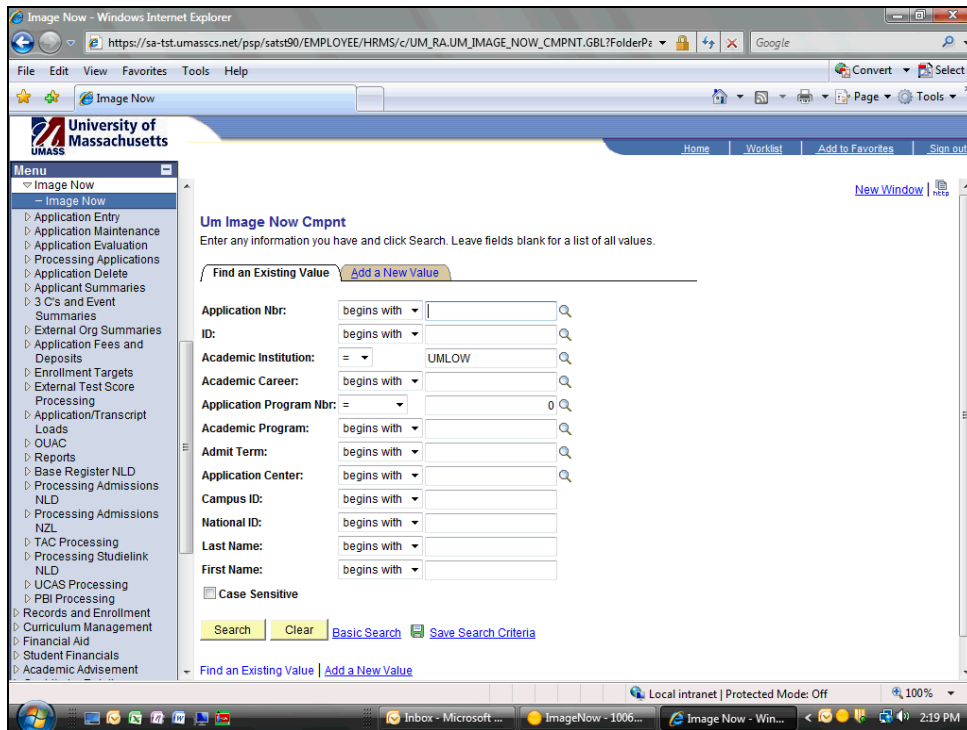 Image Now - Windows Internet Explorer
https://sa-tst.umasscs.net/psp/satst90/EMPLOYEE/HRMS/c/UM_RA.UM_IMAGE_NOW_CMPNT.GBL?FolderPa
Google
File Edit View Favorites Tools Help
Convert
Select
Image Now
Page
Tools
University of
Massachusetts
UMASS
Home
Worklist
Add to Favorites
Sign out
Menu
Image Now
– Image Now
Application Entry
Application Maintenance
Application Evaluation
Processing Applications
Application Delete
Applicant Summaries
3 C's and Event
Summaries
External Org Summaries
Application Fees and
Deposits
Enrollment Targets
External Test Score
Processing
Application/Transcript
Loads
OUAC
Reports
Base Register NLD
Processing Admissions
NLD
Processing Admissions
NZL
TAC Processing
Processing Studielink
NLD
UCAS Processing
PBI Processing
Records and Enrollment
Curriculum Management
Financial Aid
Student Financials
Academic Advisement
New Window
http
Um Image Now Cmpnt
Enter any information you have and click Search. Leave fields blank for a list of all values.
Find an Existing Value
Add a New Value
Application Nbr: begins with
ID: begins with
Academic Institution: = UMLOW
Academic Career: begins with
Application Program Nbr: = 0
Academic Program: begins with
Admit Term: begins with
Application Center: begins with
Campus ID: begins with
National ID: begins with
Last Name: begins with
First Name: begins with
Case Sensitive
Search Clear Basic Search Save Search Criteria
Find an Existing Value | Add a New Value
Local intranet | Protected Mode: Off
100%
Inbox - Microsoft ...
ImageNow - 1006...
Image Now - Win...
2:19 PM